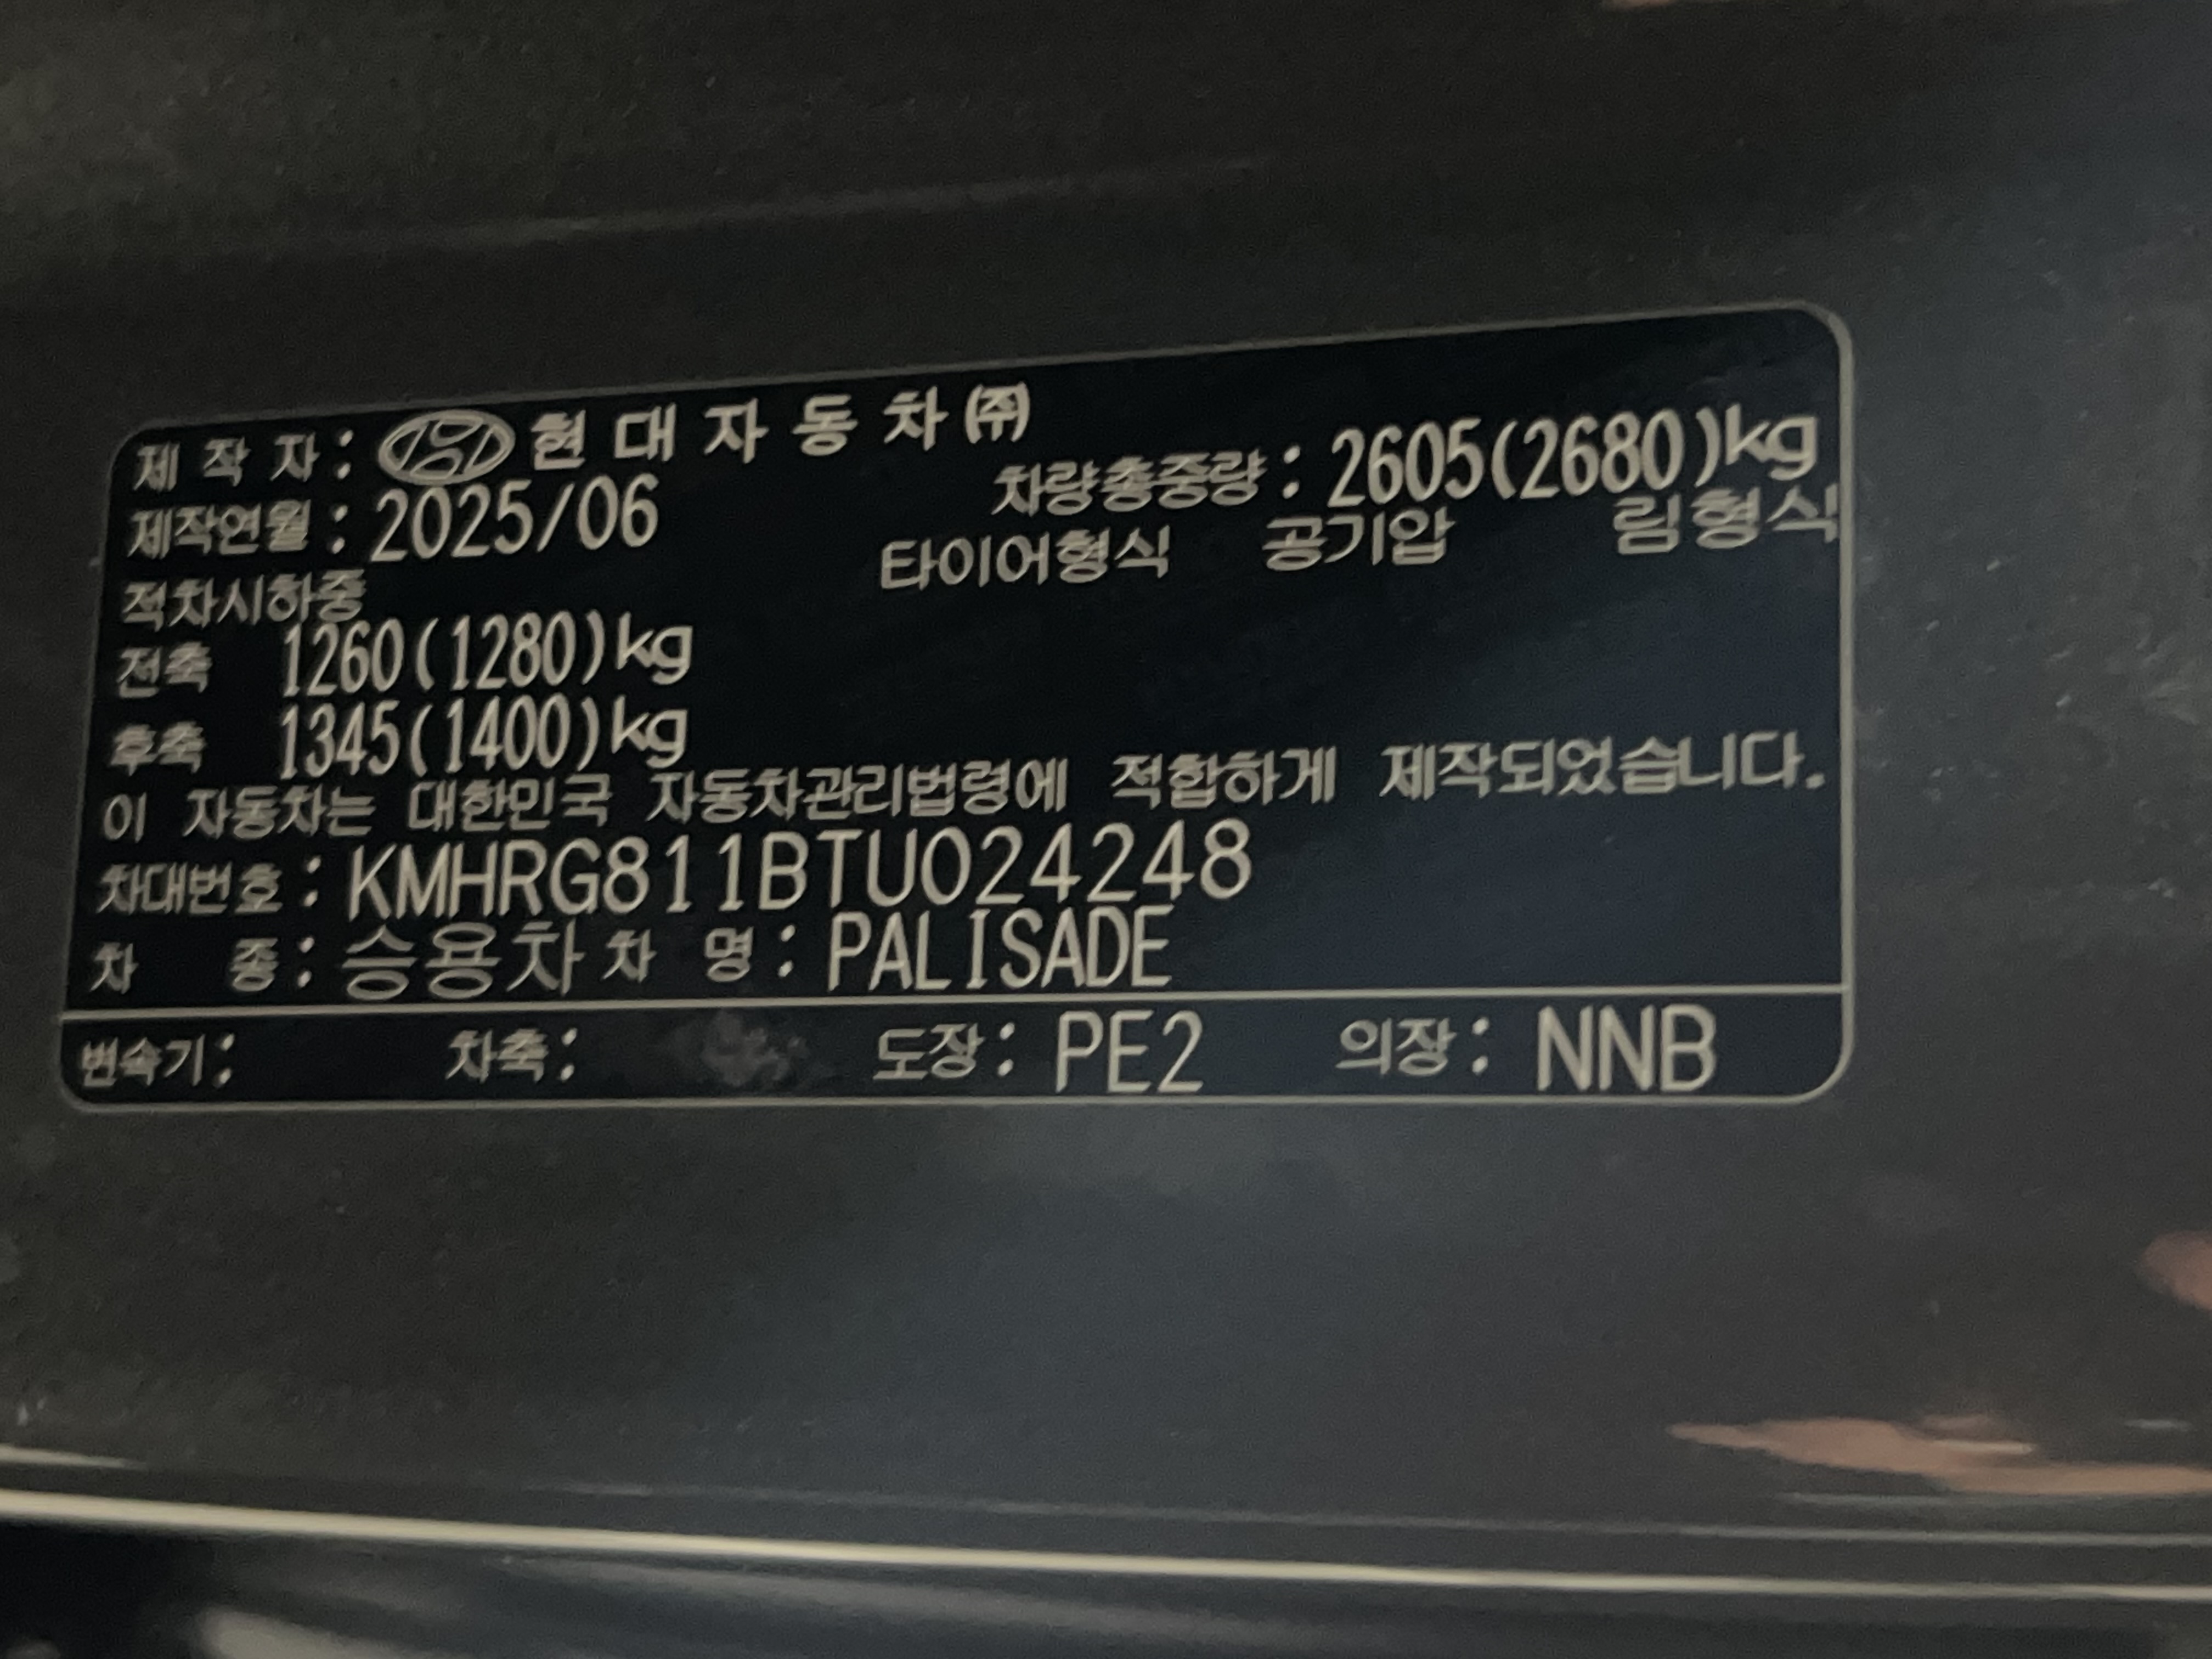 제 작 자 : 현 대 자 동 차 ㈜
제작연월 : 2025/06
차량총중량 : 2605(2680)kg
적차시하중
타이어형식 공기압 림형식
전축 1260(1280)kg
후축 1345(1400)kg
이 자동차는 대한민국 자동차관리법령에 적합하게 제작되었습니다.
차대번호 : KMHRG811BTU024248
차 종 : 승용차 차 명 : PALISADE
변속기 : 차축 : 도장 : PE2 의장 : NNB